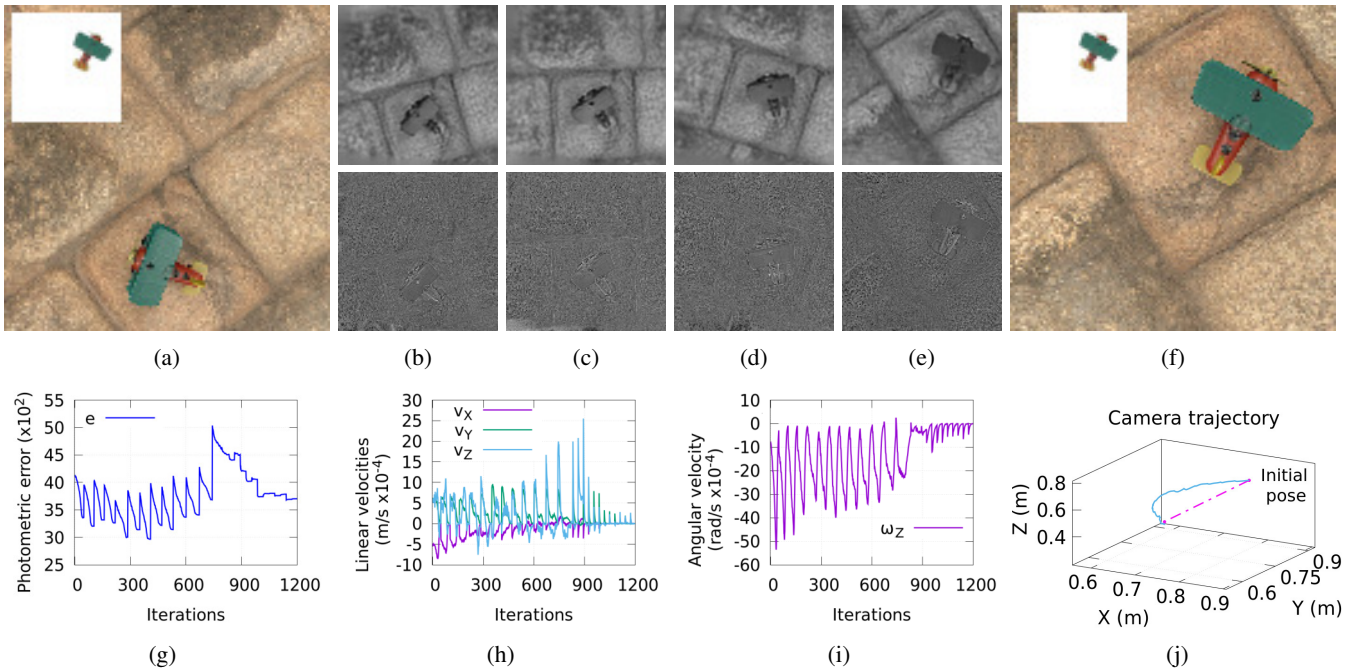 (a)
(b)
(c)
(d)
(e)
(f)
55
50
45
40
35
30
25
0
300
600
900
1200
e
Photometric error (x10²)
Iterations
(g)
30
25
20
15
10
5
0
-5
-10
0
300
600
900
1200
vX
vY
vZ
Linear velocities
(m/s x10⁻⁴)
Iterations
(h)
10
0
-10
-20
-30
-40
-50
-60
0
300
600
900
1200
ωZ
Angular velocity
(rad/s x10⁻⁴)
Iterations
(i)
Camera trajectory
Initial
pose
0.8
0.6
0.4
Z (m)
0.6
0.7
0.8
0.9
X (m)
0.6
0.75
0.9
Y (m)
(j)